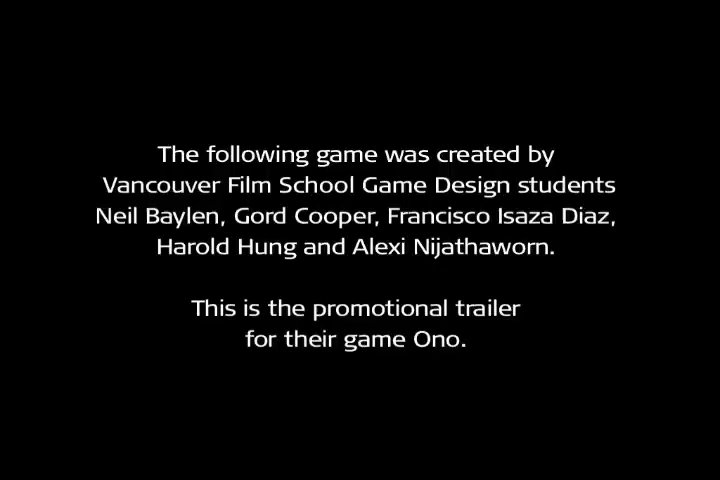 The following game was created by
Vancouver Film School Game Design students
Neil Baylen, Gord Cooper, Francisco Isaza Diaz,
Harold Hung and Alexi Nijathaworn.
This is the promotional trailer
for their game Ono.